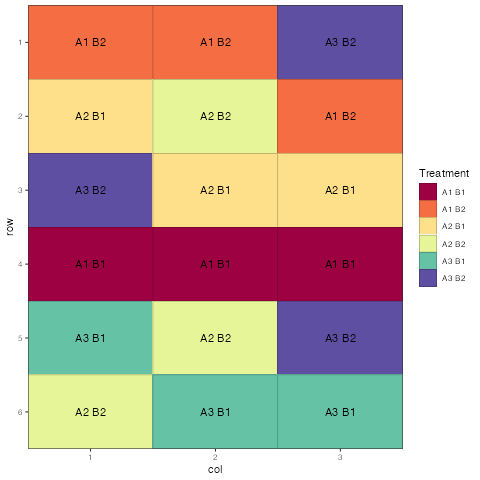 1 A1 B2 A1 B2 A3 B2
2 A2 B1 A2 B2 A1 B2
3 A3 B2 A2 B1 A2 B1
4 A1 B1 A1 B1 A1 B1
5 A3 B1 A2 B2 A3 B2
6 A2 B2 A3 B1 A3 B1
row
1 2 3
col
Treatment
A1 B1
A1 B2
A2 B1
A2 B2
A3 B1
A3 B2